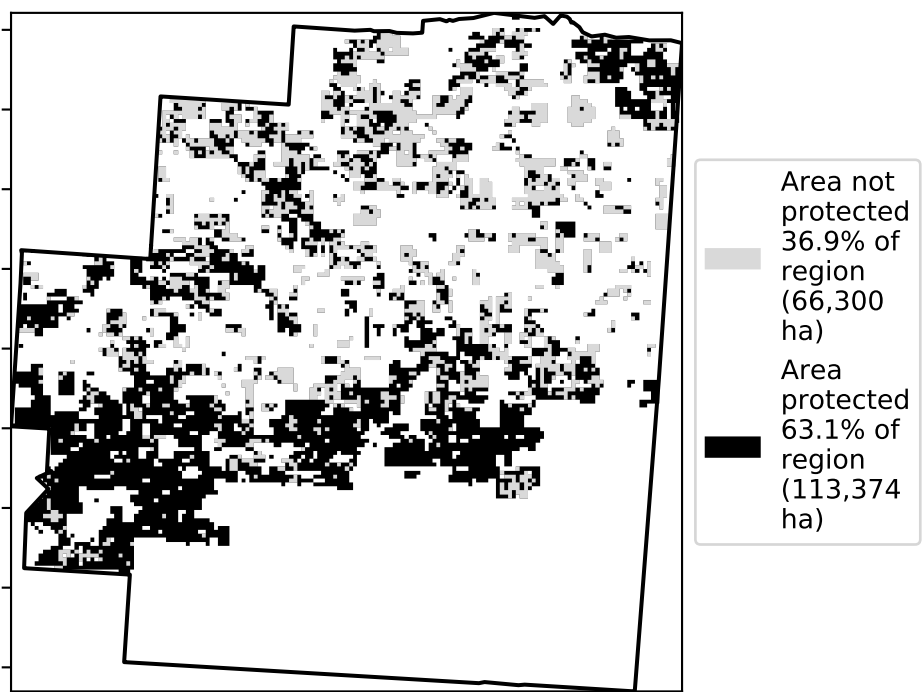 Area not
protected
36.9% of
region
(66,300
ha)
Area
protected
63.1% of
region
(113,374
ha)